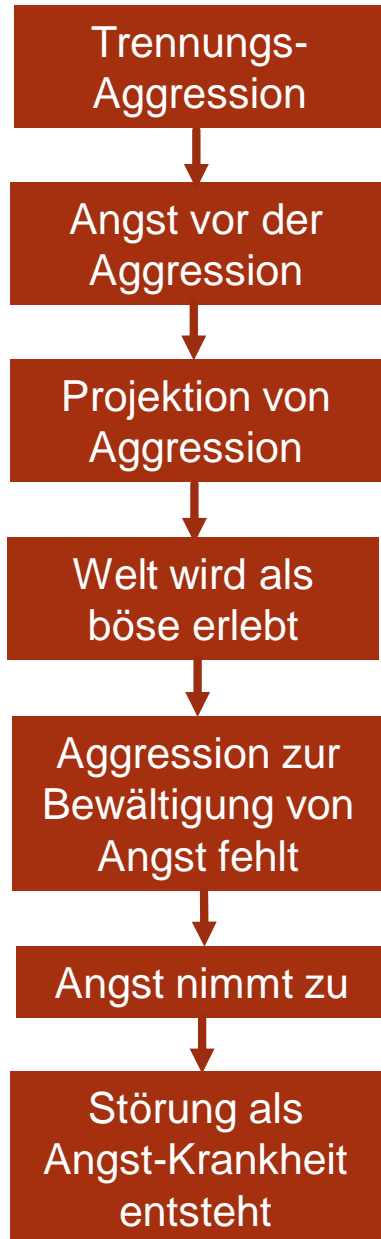 Trennungs-
Aggression
Angst vor der
Aggression
Projektion von
Aggression
Welt wird als
böse erlebt
Aggression zur
Bewältigung von
Angst fehlt
Angst nimmt zu
Störung als
Angst-Krankheit
entsteht